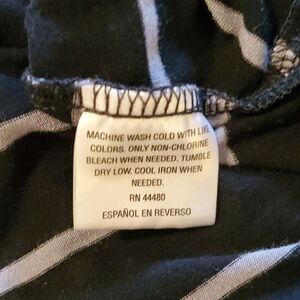 MACHINE WASH COLD WITH LIKE
COLORS. ONLY NON-CHLORINE
BLEACH WHEN NEEDED. TUMBLE
DRY LOW. COOL IRON WHEN
NEEDED.
RN 44480
ESPAÑOL EN REVERSO